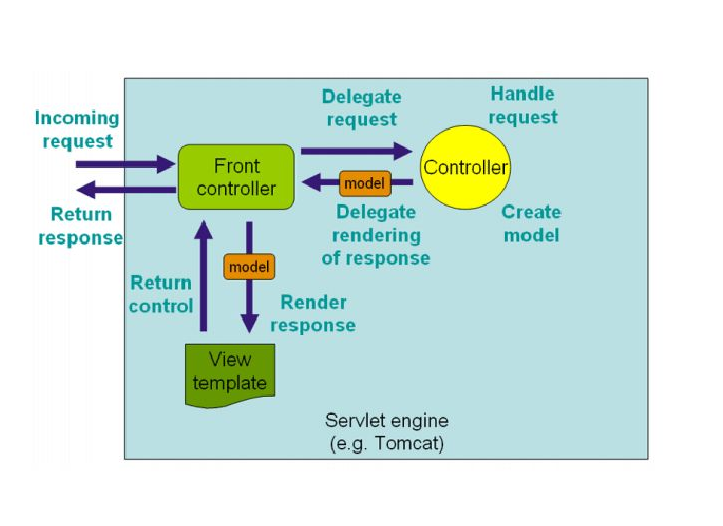 Incoming
request
Return
response
Front
controller
Delegate
request
model
Delegate
rendering
of response
Handle
request
Controller
Create
model
Return
control
model
Render
response
View
template
Servlet engine
(e.g. Tomcat)